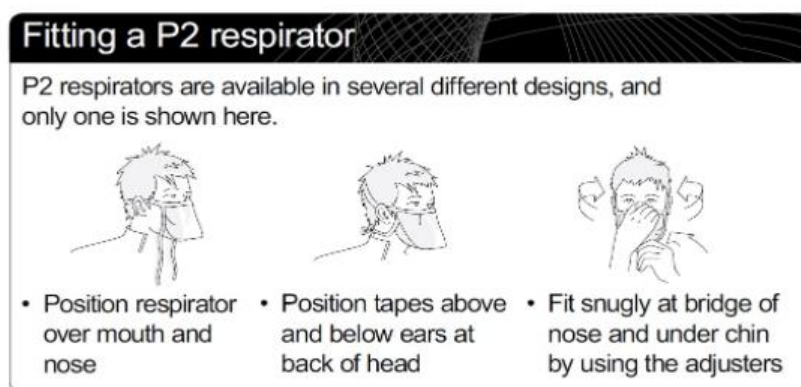 Fitting a P2 respirator
P2 respirators are available in several different designs, and
only one is shown here.
• Position respirator
over mouth and
nose
• Position tapes above
and below ears at
back of head
• Fit snugly at bridge of
nose and under chin
by using the adjusters